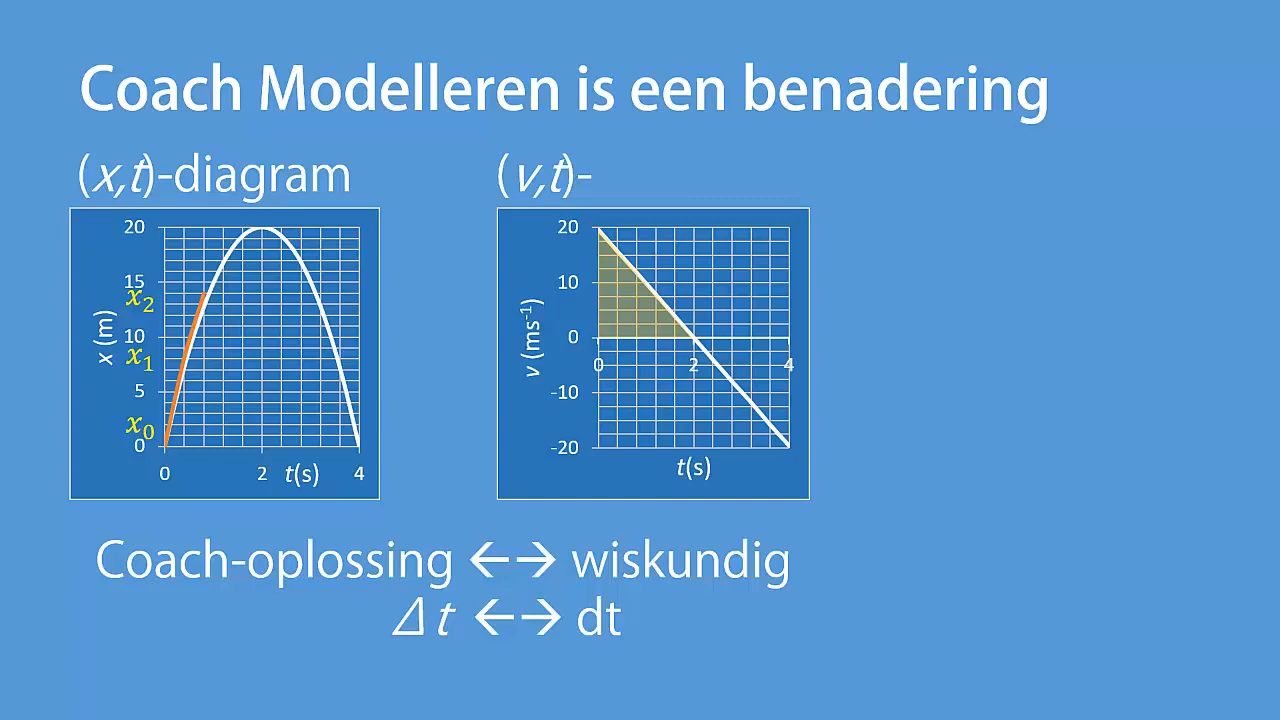 Coach Modelleren is een benadering
(x,t)-diagram
(v,t)-
20
15
x₂
10
x₁
5
x₀
0
x (m)
0
2
t(s)
4
20
10
0
-10
-20
v (ms⁻¹)
0
2
4
t(s)
Coach-oplossing ←→ wiskundig
Δt ←→ dt